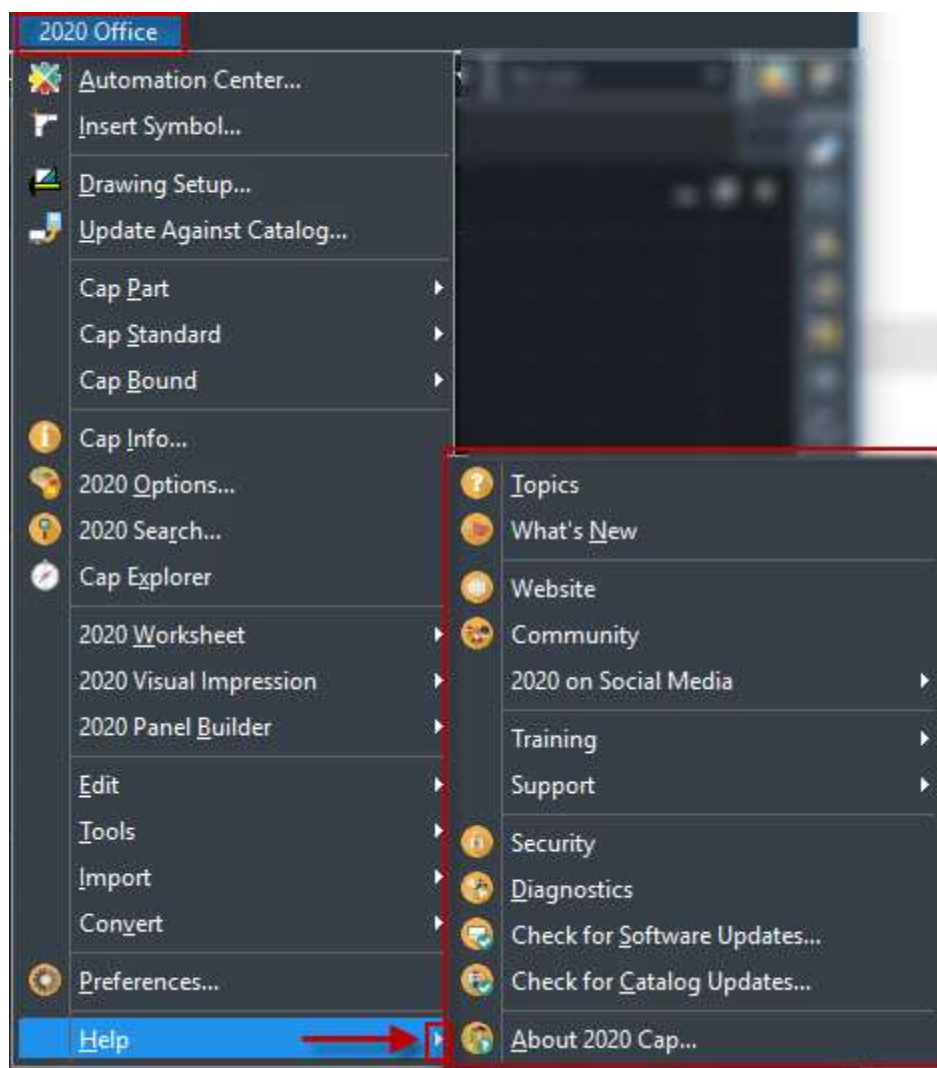 2020 Office
Automation Center...
Insert Symbol...
Drawing Setup...
Update Against Catalog...
Cap Part
Cap Standard
Cap Bound
Cap Info...
2020 Options...
2020 Search...
Cap Explorer
2020 Worksheet
2020 Visual Impression
2020 Panel Builder
Edit
Tools
Import
Convert
Preferences...
Help
Topics
What's New
Website
Community
2020 on Social Media
Training
Support
Security
Diagnostics
Check for Software Updates...
Check for Catalog Updates...
About 2020 Cap...